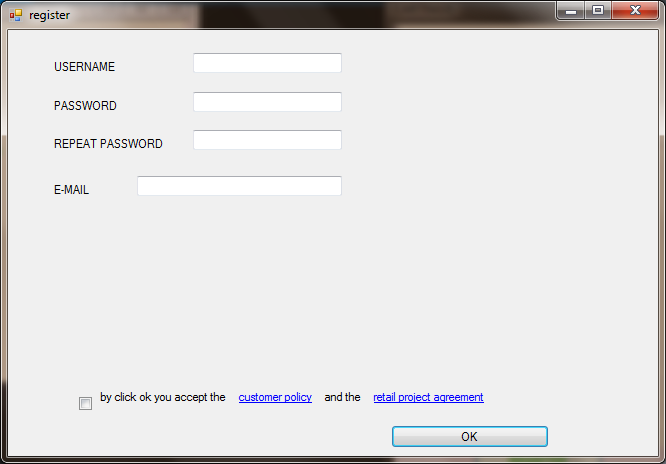 register
USERNAME
PASSWORD
REPEAT PASSWORD
E-MAIL
by click ok you accept the customer policy and the retail project agreement
OK